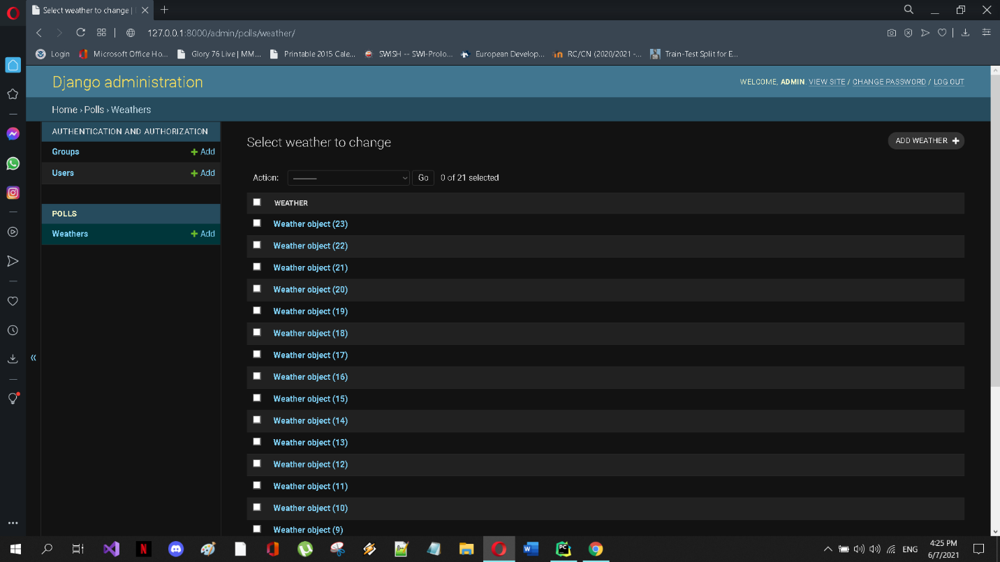 Select weather to change |
127.0.0.1:8000/admin/polls/weather/
Login Microsoft Office Ho... Glory 76 Live | MM... Printable 2015 Cale... SWISH -- SWI-Prolo... European Develop... RC/CN (2020/2021 -... Train-Test Split for E...
Django administration
WELCOME, ADMIN. VIEW SITE / CHANGE PASSWORD / LOG OUT
Home › Polls › Weathers
AUTHENTICATION AND AUTHORIZATION
Groups + Add
Users + Add
POLLS
Weathers + Add
«
Select weather to change
ADD WEATHER +
Action: --------- Go 0 of 21 selected
WEATHER
Weather object (23)
Weather object (22)
Weather object (21)
Weather object (20)
Weather object (19)
Weather object (18)
Weather object (17)
Weather object (16)
Weather object (15)
Weather object (14)
Weather object (13)
Weather object (12)
Weather object (11)
Weather object (10)
Weather object (9)
ENG
4:25 PM
6/7/2021